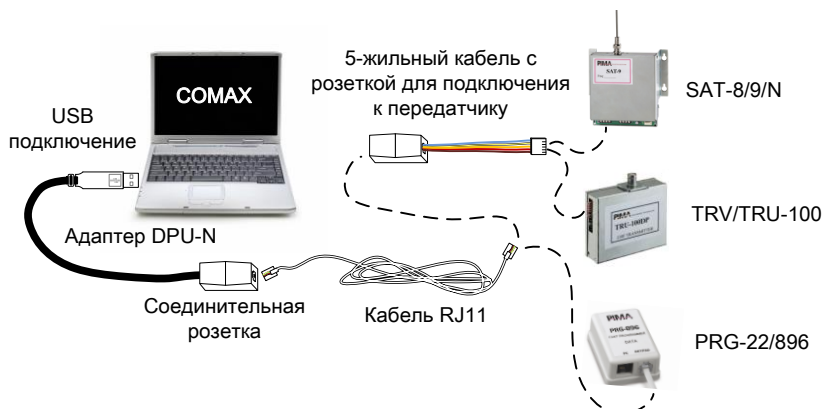 COMAX
USB
подключение
Адаптер DPU-N
Соединительная
розетка
Кабель RJ11
5-жильный кабель с
розеткой для подключения
к передатчику
PIMA
SAT-9
SAT-8/9/N
PIMA
TRU-100DP
TRV/TRU-100
PIMA
PRG-896
DATA
PRG-22/896